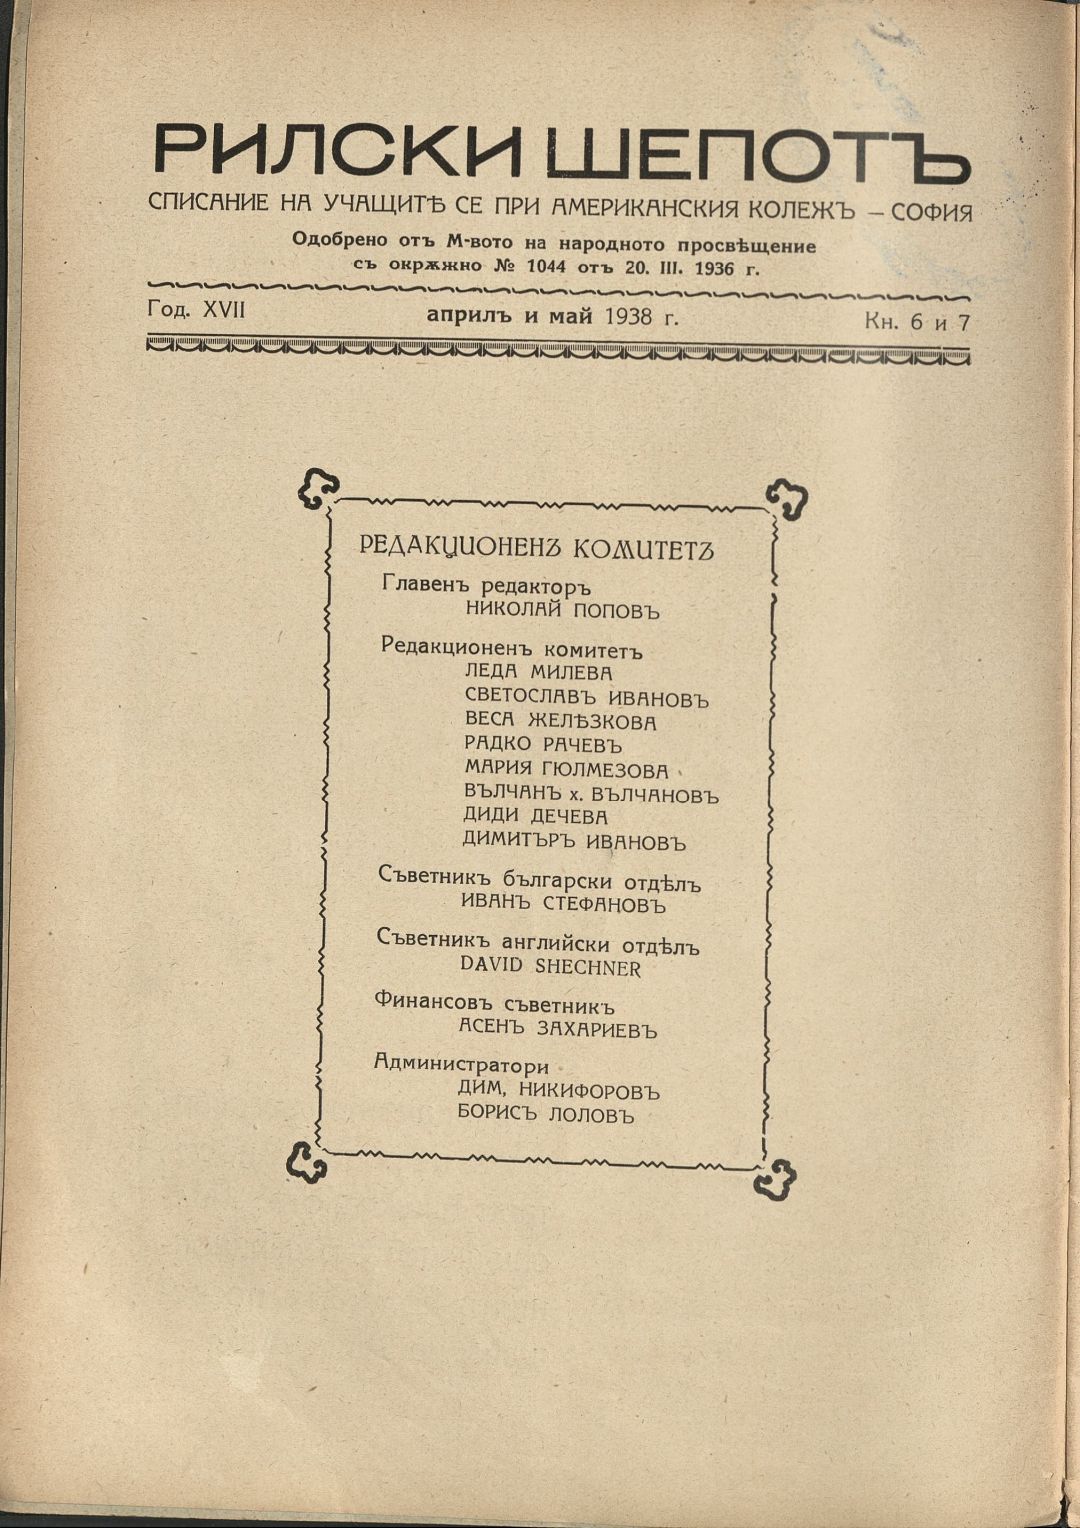 РИЛСКИ ШЕПОТЪ
СПИСАНИЕ НА УЧАЩИТѢ СЕ ПРИ АМЕРИКАНСКИЯ КОЛЕЖЪ – СОФИЯ
Одобрено отъ М-вото на народното просвѣщение
съ окрѫжно № 1044 отъ 20. III. 1936 г.
Год. XVII априлъ и май 1938 г. Кн. 6 и 7
РЕДАКЦИОНЕНЪ КОМИТЕТЪ
Главенъ редакторъ
НИКОЛАЙ ПОПОВЪ
Редакционенъ комитетъ
ЛЕДА МИЛЕВА
СВЕТОСЛАВЪ ИВАНОВЪ
ВЕСА ЖЕЛѢЗКОВА
РАДКО РАЧЕВЪ
МАРИЯ ГЮЛМЕЗОВА
ВЪЛЧАНЪ х. ВЪЛЧАНОВЪ
ДИДИ ДЕЧЕВА
ДИМИТЪРЪ ИВАНОВЪ
Съветникъ български отдѣлъ
ИВАНЪ СТЕФАНОВЪ
Съветникъ английски отдѣлъ
DAVID SHECHNER
Финансовъ съветникъ
АСЕНЪ ЗАХАРИЕВЪ
Администратори
ДИМ, НИКИФОРОВЪ
БОРИСЪ ЛОЛОВЪ